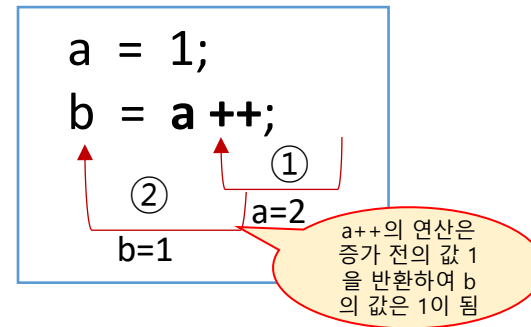 a = 1;
b = a ++;
①
②
a=2
b=1
a++의 연산은
증가 전의 값 1
을 반환하여 b
의 값은 1이 됨